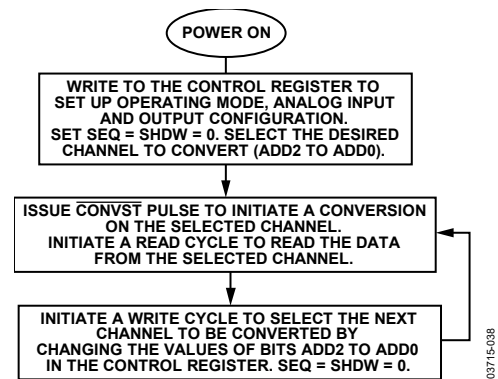 POWER ON
WRITE TO THE CONTROL REGISTER TO
SET UP OPERATING MODE, ANALOG INPUT
AND OUTPUT CONFIGURATION.
SET SEQ = SHDW = 0. SELECT THE DESIRED
CHANNEL TO CONVERT (ADD2 TO ADD0).
ISSUE CONVST PULSE TO INITIATE A CONVERSION
ON THE SELECTED CHANNEL.
INITIATE A READ CYCLE TO READ THE DATA
FROM THE SELECTED CHANNEL.
INITIATE A WRITE CYCLE TO SELECT THE NEXT
CHANNEL TO BE CONVERTED BY
CHANGING THE VALUES OF BITS ADD2 TO ADD0
IN THE CONTROL REGISTER. SEQ = SHDW = 0.
03715-038